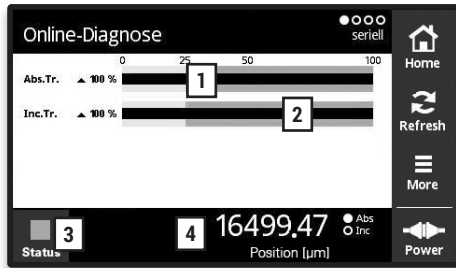 Online-Diagnose
seriell
0 25 50 100
Abs.Tr. ▲ 100 %
1
Inc.Tr. ▲ 100 %
2
Status
3
4
16499.47
Abs
Inc
Position [µm]
Home
Refresh
More
Power